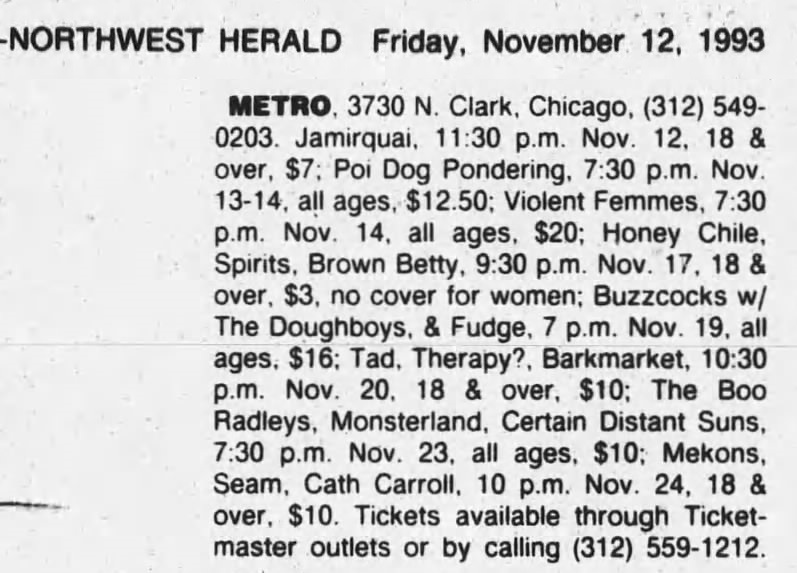 -NORTHWEST HERALD Friday, November 12, 1993
METRO, 3730 N. Clark, Chicago, (312) 549-
0203. Jamirquai, 11:30 p.m. Nov. 12, 18 &
over, $7; Poi Dog Pondering, 7:30 p.m. Nov.
13-14, all ages, $12.50; Violent Femmes, 7:30
p.m. Nov. 14, all ages, $20; Honey Chile,
Spirits, Brown Betty, 9:30 p.m. Nov. 17, 18 &
over, $3, no cover for women; Buzzcocks w/
The Doughboys, & Fudge, 7 p.m. Nov. 19, all
ages, $16; Tad, Therapy?, Barkmarket, 10:30
p.m. Nov. 20, 18 & over, $10; The Boo
Radleys, Monsterland, Certain Distant Suns,
7:30 p.m. Nov. 23, all ages, $10; Mekons,
Seam, Cath Carroll, 10 p.m. Nov. 24, 18 &
over, $10. Tickets available through Ticket-
master outlets or by calling (312) 559-1212.